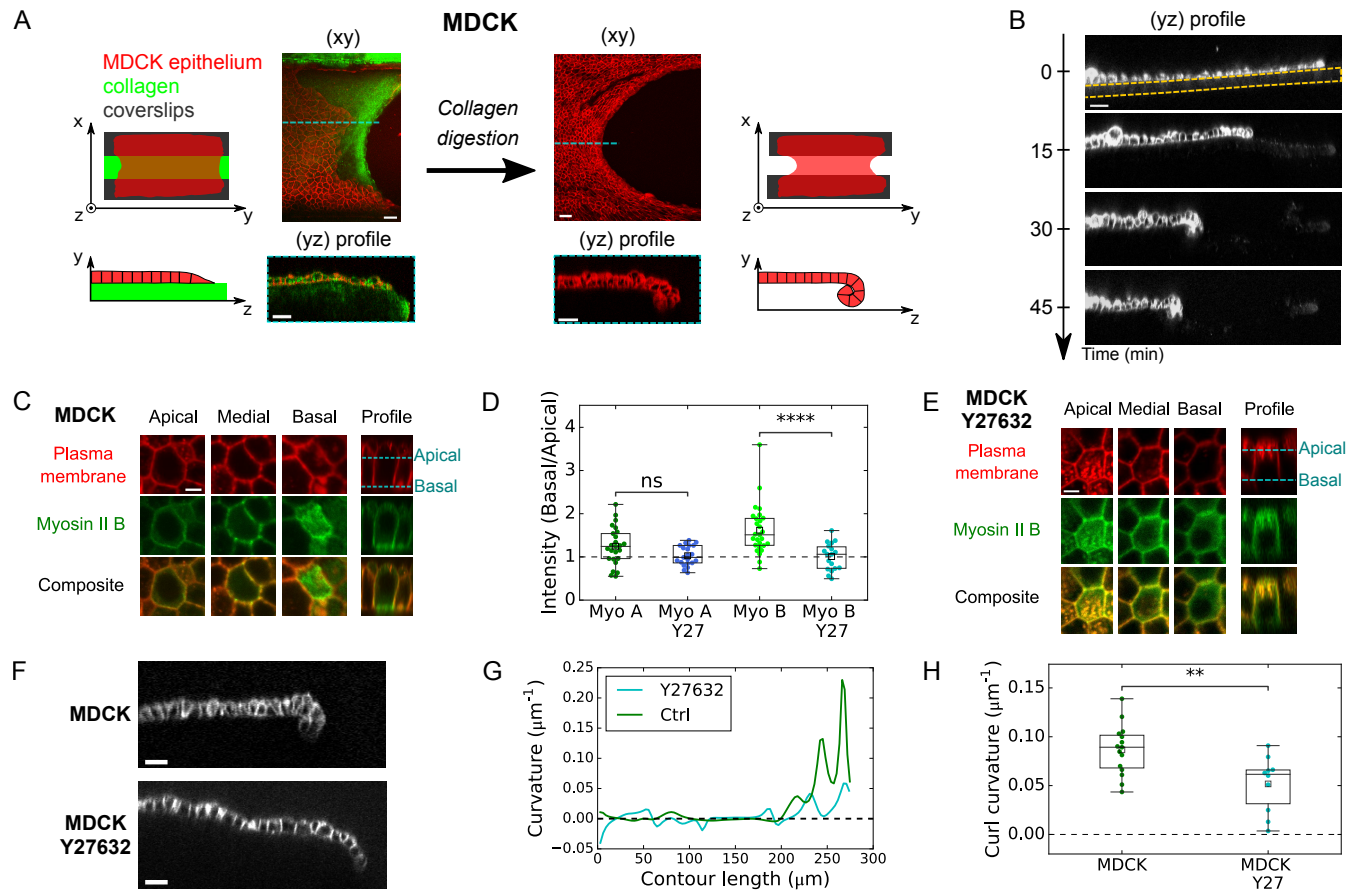 A
MDCK
B
(xy)
(xy)
(yz) profile
MDCK epithelium
collagen
coverslips
Collagen
digestion
x
z
y
x
z
y
0
15
30
45
Time (min)
(yz) profile
(yz) profile
y
z
y
z
C
MDCK
Apical
Medial
Basal
Profile
Plasma
membrane
Apical
Basal
Myosin II B
Composite
D
Intensity (Basal/Apical)
4
3
2
1
0
ns
****
Myo A
Myo A
Y27
Myo B
Myo B
Y27
E
MDCK
Y27632
Apical
Medial
Basal
Profile
Plasma
membrane
Apical
Basal
Myosin II B
Composite
F
MDCK
MDCK
Y27632
G
Curvature (μm⁻¹)
0.25
0.20
0.15
0.10
0.05
0.00
−0.05
Y27632
Ctrl
0
50
100
150
200
250
300
Contour length (μm)
H
Curl curvature (μm⁻¹)
0.15
0.10
0.05
0.00
**
MDCK
MDCK
Y27